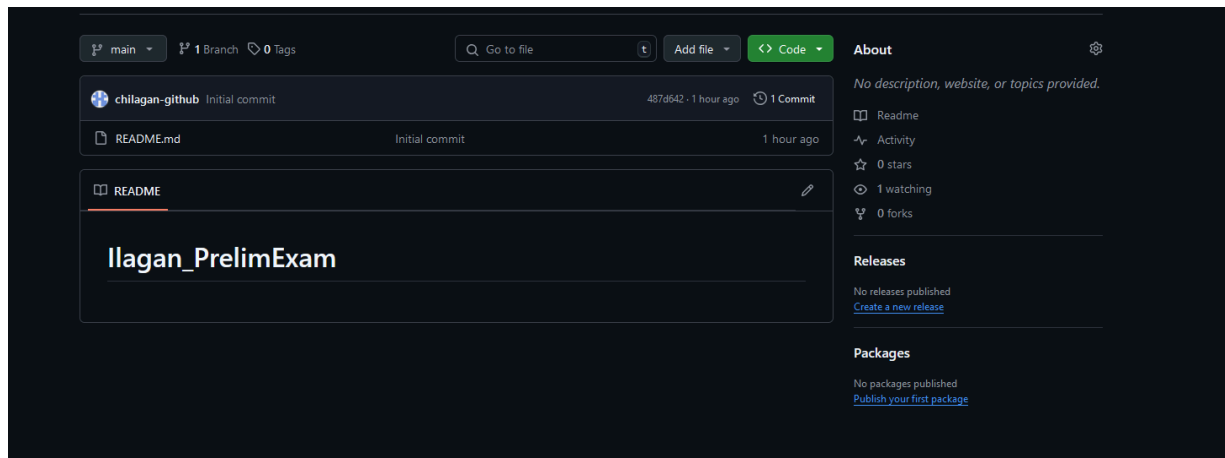 main 1 Branch 0 Tags Go to file t Add file Code
chilagan-github Initial commit 487d642 · 1 hour ago 1 Commit
README.md Initial commit 1 hour ago
README
Ilagan_PrelimExam
About
No description, website, or topics provided.
Readme
Activity
0 stars
1 watching
0 forks
Releases
No releases published
Create a new release
Packages
No packages published
Publish your first package